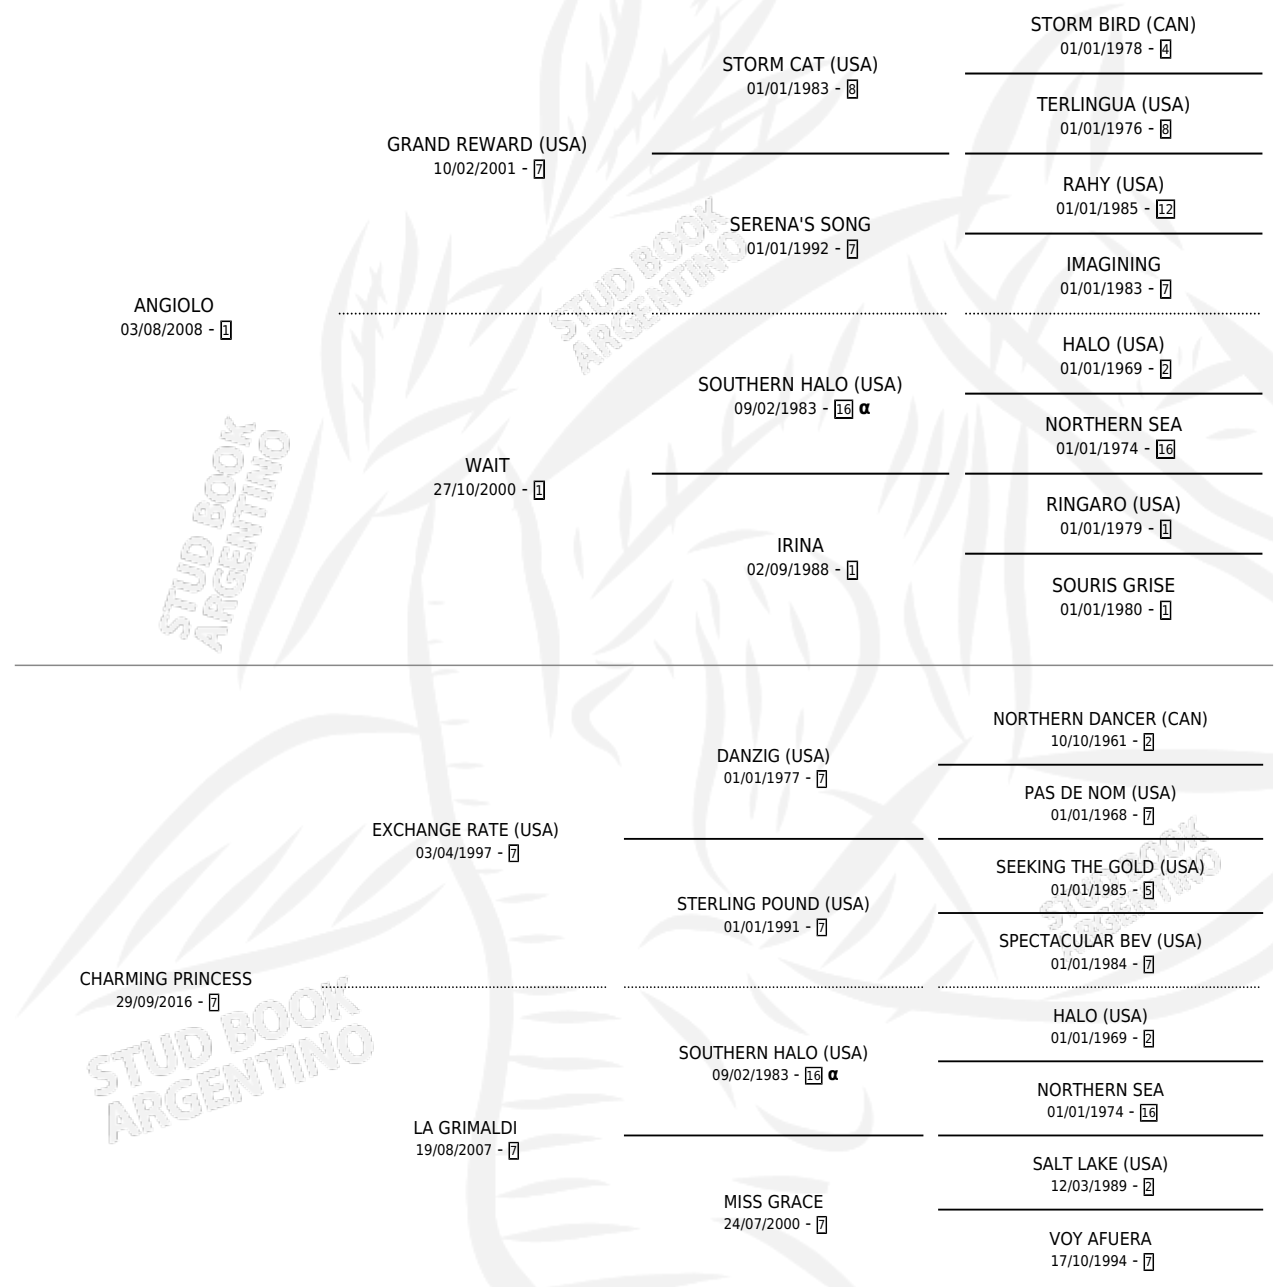 STORM BIRD (CAN)
01/01/1978 - 4
STORM CAT (USA)
01/01/1983 - 8
TERLINGUA (USA)
01/01/1976 - 8
GRAND REWARD (USA)
10/02/2001 - 7
RAHY (USA)
01/01/1985 - 12
SERENA'S SONG
01/01/1992 - 7
IMAGINING
01/01/1983 - 7
ANGIOLO
03/08/2008 - 1
HALO (USA)
01/01/1969 - 2
SOUTHERN HALO (USA)
09/02/1983 - 16 α
NORTHERN SEA
01/01/1974 - 16
WAIT
27/10/2000 - 1
RINGARO (USA)
01/01/1979 - 1
IRINA
02/09/1988 - 1
SOURIS GRISE
01/01/1980 - 1
STUD BOOK
ARGENTINO
STUD BOOK
ARGENTINO
NORTHERN DANCER (CAN)
10/10/1961 - 2
DANZIG (USA)
01/01/1977 - 7
PAS DE NOM (USA)
01/01/1968 - 7
EXCHANGE RATE (USA)
03/04/1997 - 7
SEEKING THE GOLD (USA)
01/01/1985 - 5
STERLING POUND (USA)
01/01/1991 - 7
SPECTACULAR BEV (USA)
01/01/1984 - 7
CHARMING PRINCESS
29/09/2016 - 7
HALO (USA)
01/01/1969 - 2
SOUTHERN HALO (USA)
09/02/1983 - 16 α
NORTHERN SEA
01/01/1974 - 16
LA GRIMALDI
19/08/2007 - 7
SALT LAKE (USA)
12/03/1989 - 2
MISS GRACE
24/07/2000 - 7
VOY AFUERA
17/10/1994 - 7
STUD BOOK
ARGENTINO
STUD BOOK
ARGENTINO